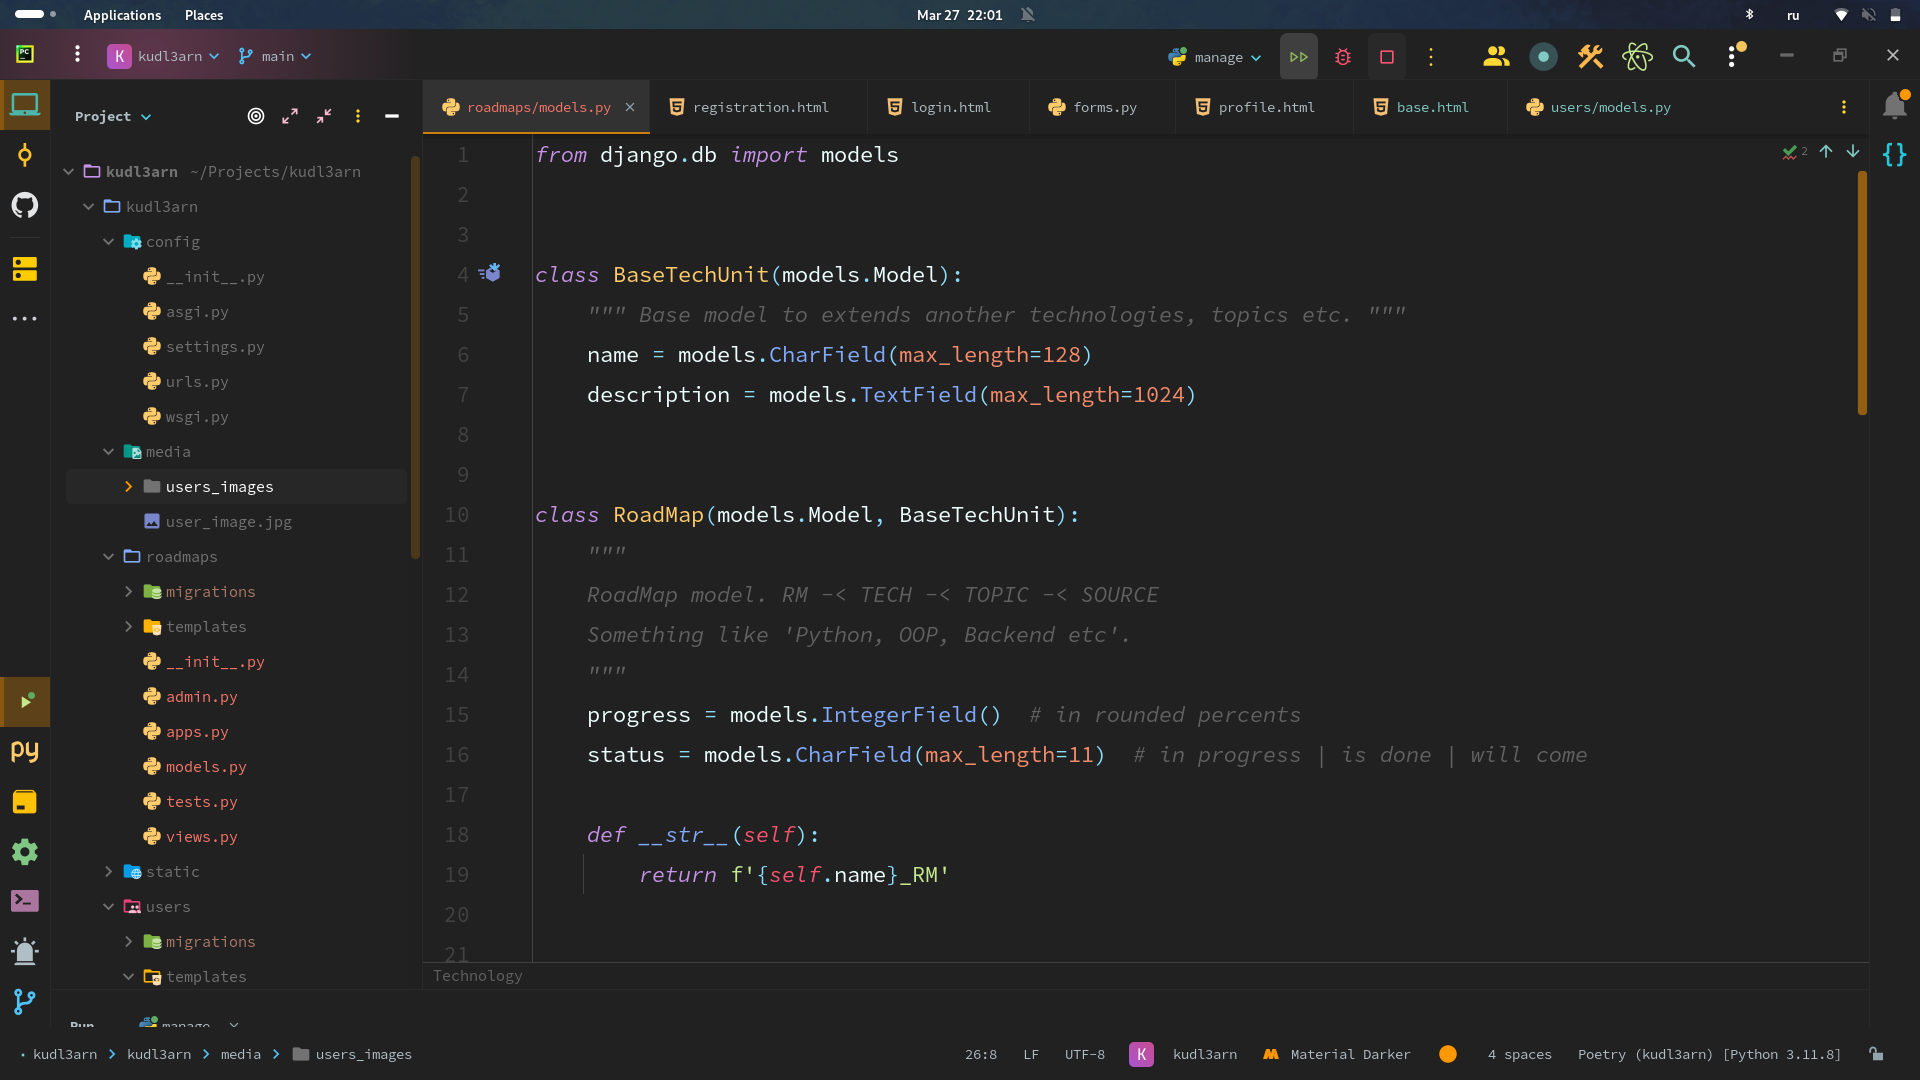 Applications Places Mar 27 22:01 ru
PC K kudl3arn main manage
Project
roadmaps/models.py registration.html login.html forms.py profile.html base.html users/models.py
kudl3arn ~/Projects/kudl3arn
kudl3arn
config
__init__.py
asgi.py
settings.py
urls.py
wsgi.py
media
users_images
user_image.jpg
roadmaps
migrations
templates
__init__.py
admin.py
apps.py
models.py
tests.py
views.py
static
users
migrations
templates
py
2
1 from django.db import models
2
3
4 class BaseTechUnit(models.Model):
5 """ Base model to extends another technologies, topics etc. """
6 name = models.CharField(max_length=128)
7 description = models.TextField(max_length=1024)
8
9
10 class RoadMap(models.Model, BaseTechUnit):
11 """
12 RoadMap model. RM -< TECH -< TOPIC -< SOURCE
13 Something like 'Python, OOP, Backend etc'.
14 """
15 progress = models.IntegerField() # in rounded percents
16 status = models.CharField(max_length=11) # in progress | is done | will come
17
18 def __str__(self):
19 return f'{self.name}_RM'
20
21
Technology
Run manage
kudl3arn kudl3arn media users_images 26:8 LF UTF-8 K kudl3arn Material Darker 4 spaces Poetry (kudl3arn) [Python 3.11.8]